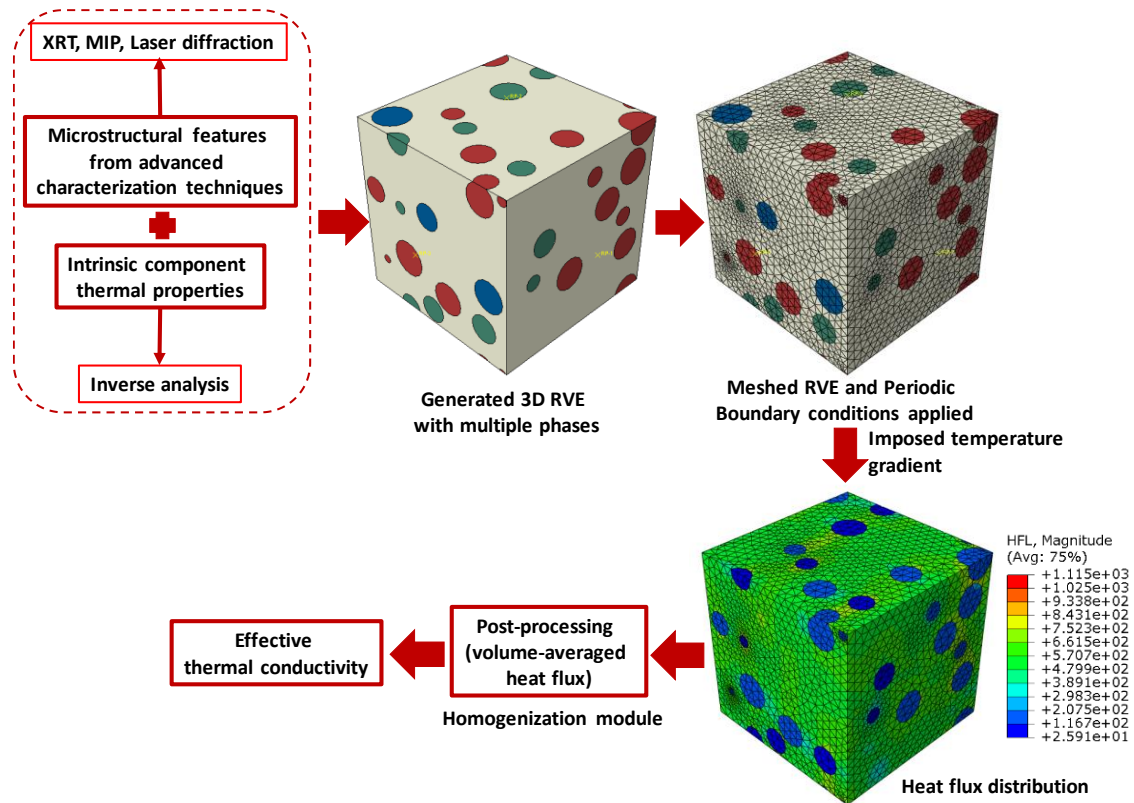 XRT, MIP, Laser diffraction
Microstructural features
from advanced
characterization techniques
Intrinsic component
thermal properties
Inverse analysis
Generated 3D RVE
with multiple phases
Meshed RVE and Periodic
Boundary conditions applied
Imposed temperature
gradient
HFL, Magnitude
(Avg: 75%)
+1.115e+03
+1.025e+03
+9.338e+02
+8.431e+02
+7.523e+02
+6.615e+02
+5.707e+02
+4.799e+02
+3.891e+02
+2.983e+02
+2.075e+02
+1.167e+02
+2.591e+01
Heat flux distribution
Post-processing
(volume-averaged
heat flux)
Homogenization module
Effective
thermal conductivity